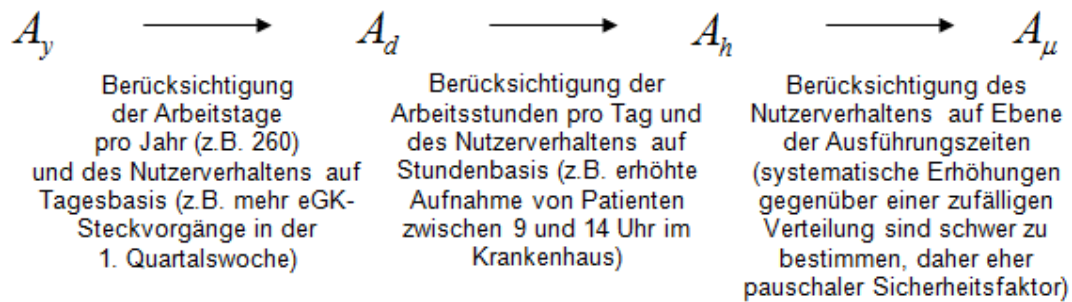 A_y → A_d → A_h → A_μ
Berücksichtigung
der Arbeitstage
pro Jahr (z.B. 260)
und des Nutzerverhaltens auf
Tagesbasis (z.B. mehr eGK-
Steckvorgänge in der
1. Quartalswoche)
Berücksichtigung der
Arbeitsstunden pro Tag und
des Nutzerverhaltens auf
Stundenbasis (z.B. erhöhte
Aufnahme von Patienten
zwischen 9 und 14 Uhr im
Krankenhaus)
Berücksichtigung des
Nutzerverhaltens auf Ebene
der Ausführungszeiten
(systematische Erhöhungen
gegenüber einer zufälligen
Verteilung sind schwer zu
bestimmen, daher eher
pauschaler Sicherheitsfaktor)